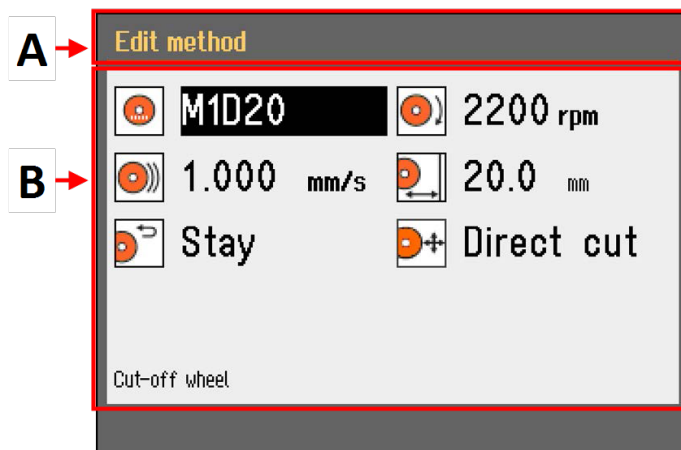 A
Edit method
B
M1D20 2200 rpm
1.000 mm/s 20.0 mm
Stay Direct cut
Cut-off wheel